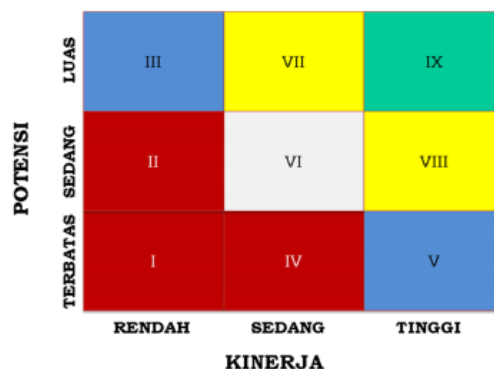 POTENSI
LUAS
III
VII
IX
SEDANG
II
VI
VIII
TERBATAS
I
IV
V
RENDAH
SEDANG
TINGGI
KINERJA